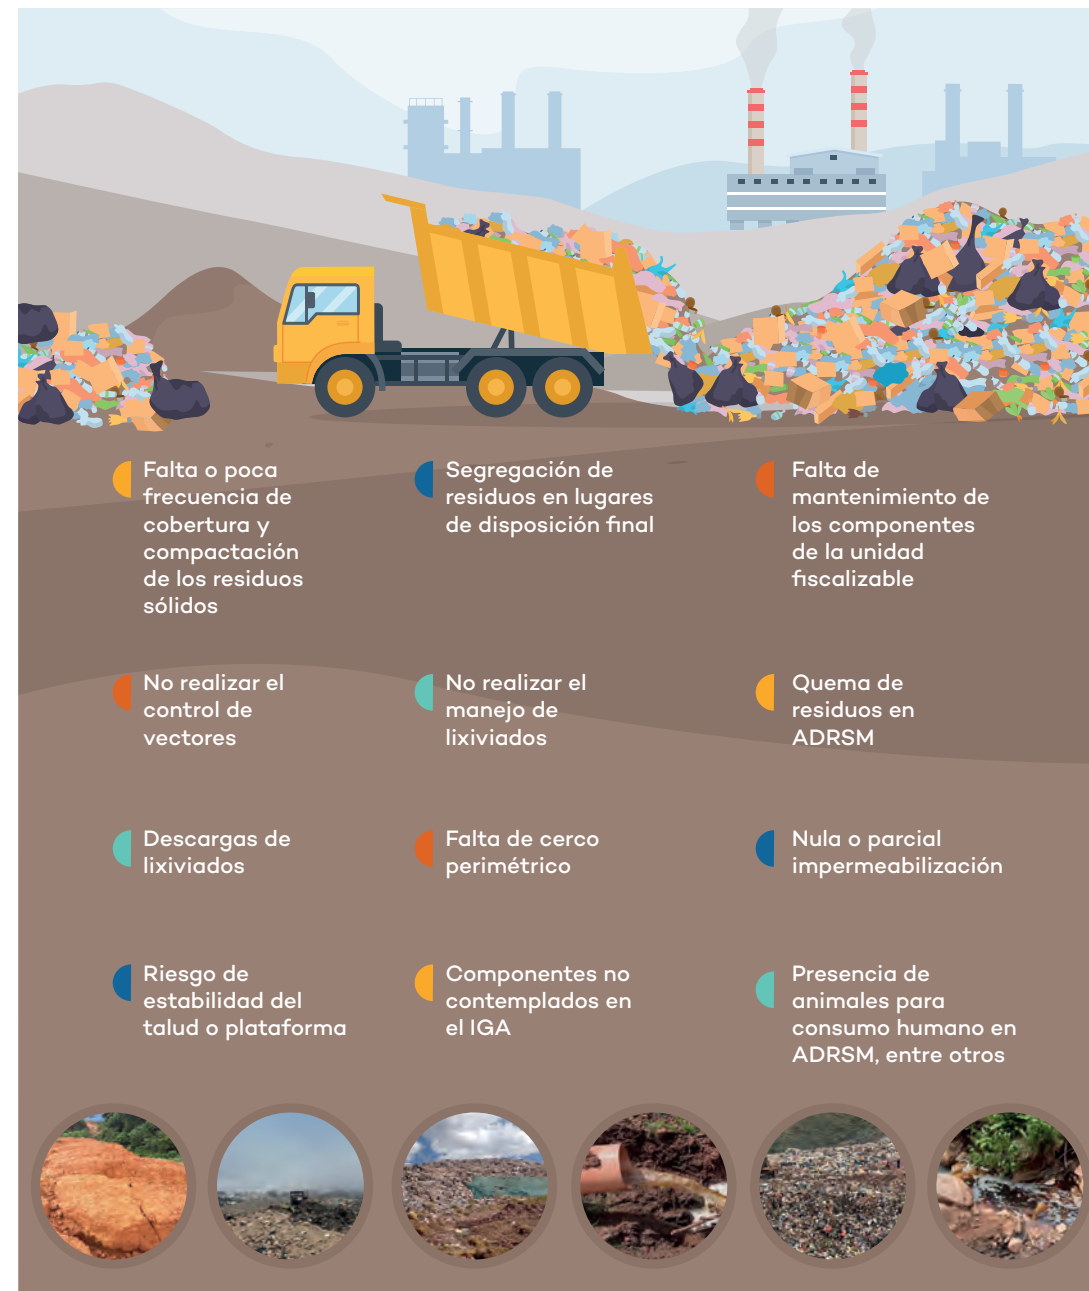 Falta o poca
frecuencia de
cobertura y
compactación
de los residuos
sólidos
Segregación de
residuos en lugares
de disposición final
Falta de
mantenimiento de
los componentes
de la unidad
fiscalizable
No realizar el
control de
vectores
No realizar el
manejo de
lixiviados
Quema de
residuos en
ADRSM
Descargas de
lixiviados
Falta de cerco
perimétrico
Nula o parcial
impermeabilización
Riesgo de
estabilidad del
talud o plataforma
Componentes no
contemplados en
el IGA
Presencia de
animales para
consumo humano en
ADRSM, entre otros